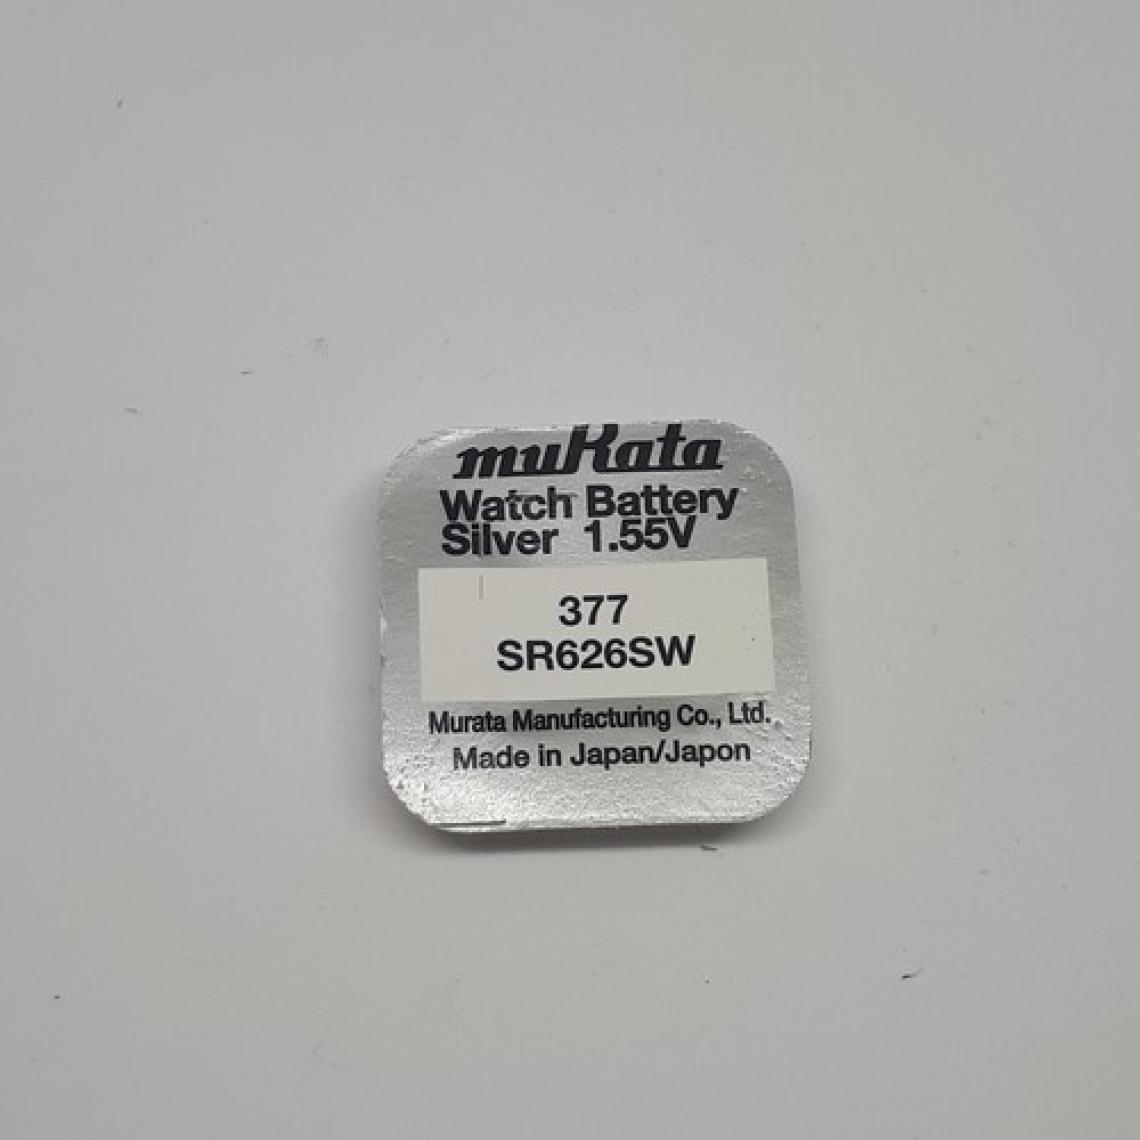 muRata
Watch Battery
Silver 1.55V
377
SR626SW
Murata Manufacturing Co., Ltd.
Made in Japan/Japon